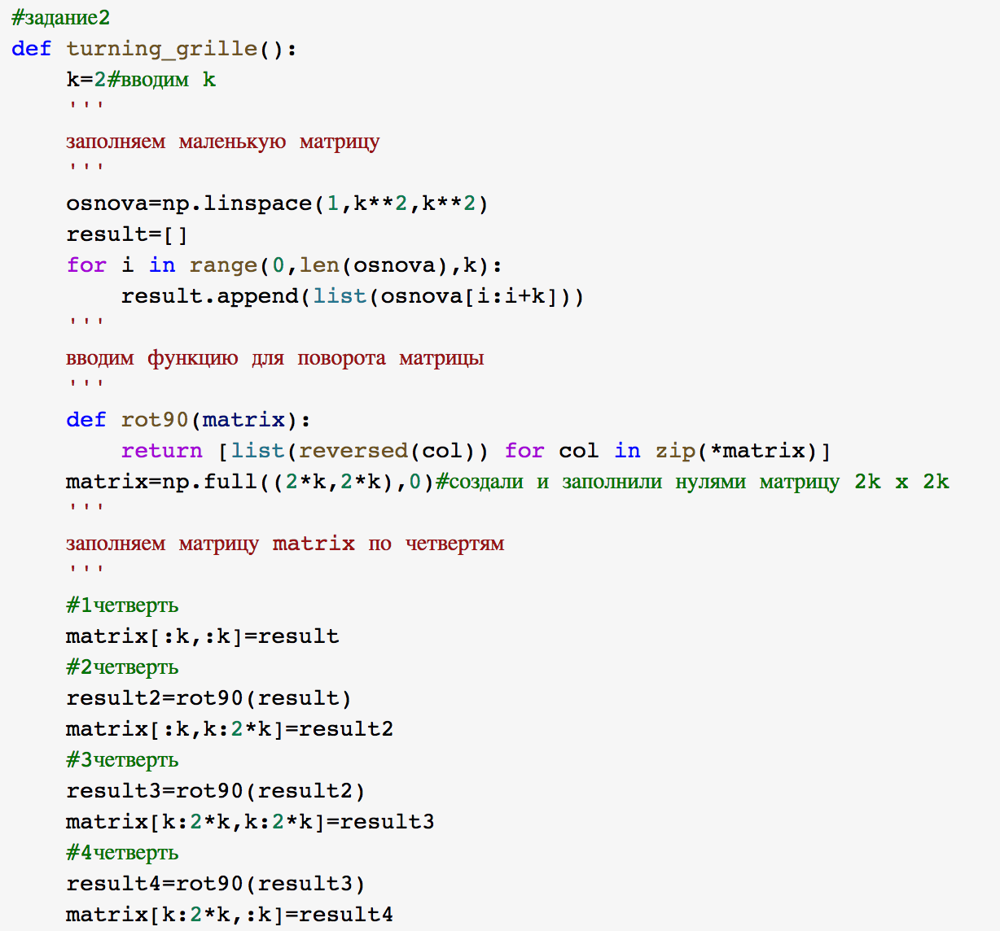 #задание2
def turning_grille():
    k=2#вводим k
    '''
    заполняем маленькую матрицу
    '''
    osnova=np.linspace(1,k**2,k**2)
    result=[]
    for i in range(0,len(osnova),k):
        result.append(list(osnova[i:i+k]))
    '''
    вводим функцию для поворота матрицы
    '''
    def rot90(matrix):
        return [list(reversed(col)) for col in zip(*matrix)]
    matrix=np.full((2*k,2*k),0)#создали и заполнили нулями матрицу 2k x 2k
    '''
    заполняем матрицу matrix по четвертям
    '''
    #1четверть
    matrix[:k,:k]=result
    #2четверть
    result2=rot90(result)
    matrix[:k,k:2*k]=result2
    #3четверть
    result3=rot90(result2)
    matrix[k:2*k,k:2*k]=result3
    #4четверть
    result4=rot90(result3)
    matrix[k:2*k,:k]=result4